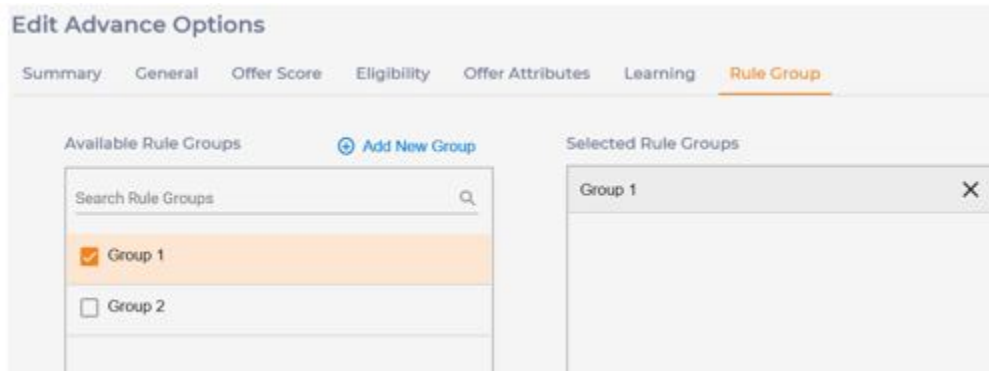 Edit Advance Options
Summary General Offer Score Eligibility Offer Attributes Learning Rule Group
Available Rule Groups Add New Group Selected Rule Groups
Search Rule Groups
Group 1
Group 1
Group 2